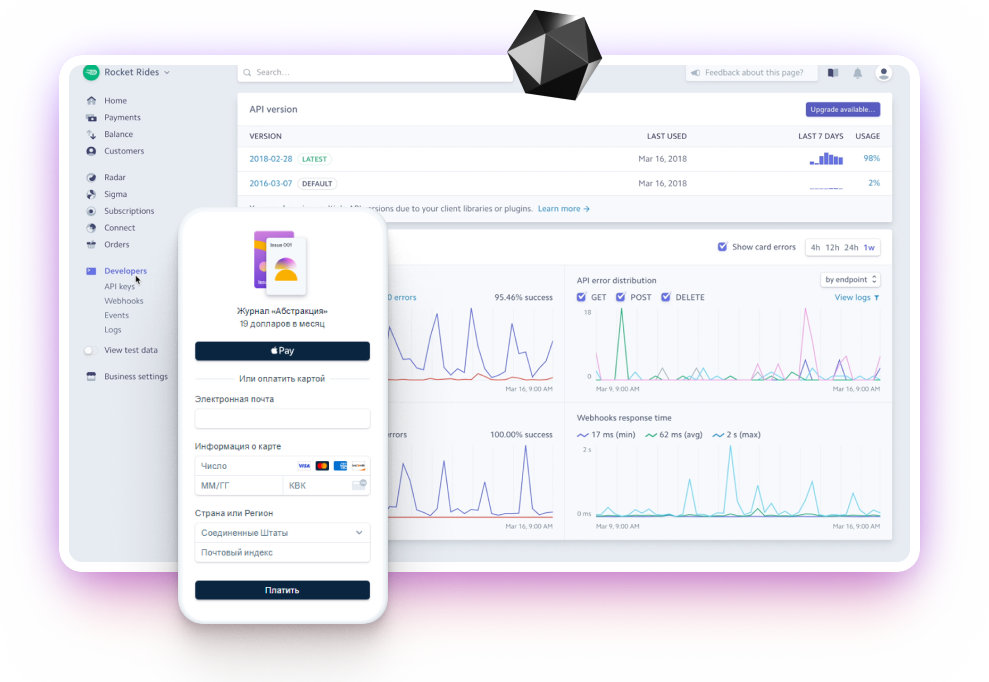 Rocket Rides
Search...
Feedback about this page?
Home
Payments
Balance
Customers
Radar
Sigma
Subscriptions
Connect
Orders
Developers
API keys
Webhooks
Events
Logs
View test data
Business settings
API version
Upgrade available...
VERSION LAST USED LAST 7 DAYS USAGE
2018-02-28 LATEST Mar 16, 2018 98%
2016-03-07 DEFAULT Mar 16, 2018 2%
due to your client libraries or plugins. Learn more →
Show card errors 4h 12h 24h 1w
0 errors 95.46% success
Mar 16, 9:00 AM
API error distribution by endpoint
GET POST DELETE View logs
18
0
Mar 9, 9:00 AM Mar 16, 9:00 AM
100.00% success
Mar 16, 9:00 AM
Webhooks response time
17 ms (min) 62 ms (avg) 2 s (max)
2 s
0 ms
Mar 9, 9:00 AM Mar 16, 9:00 AM
Issue 001
Журнал «Абстракция»
19 долларов в месяц
Pay
Или оплатить картой
Электронная почта
Информация о карте
Число VISA
ММ/ГГ КВК
Страна или Регион
Соединенные Штаты
Почтовый индекс
Платить